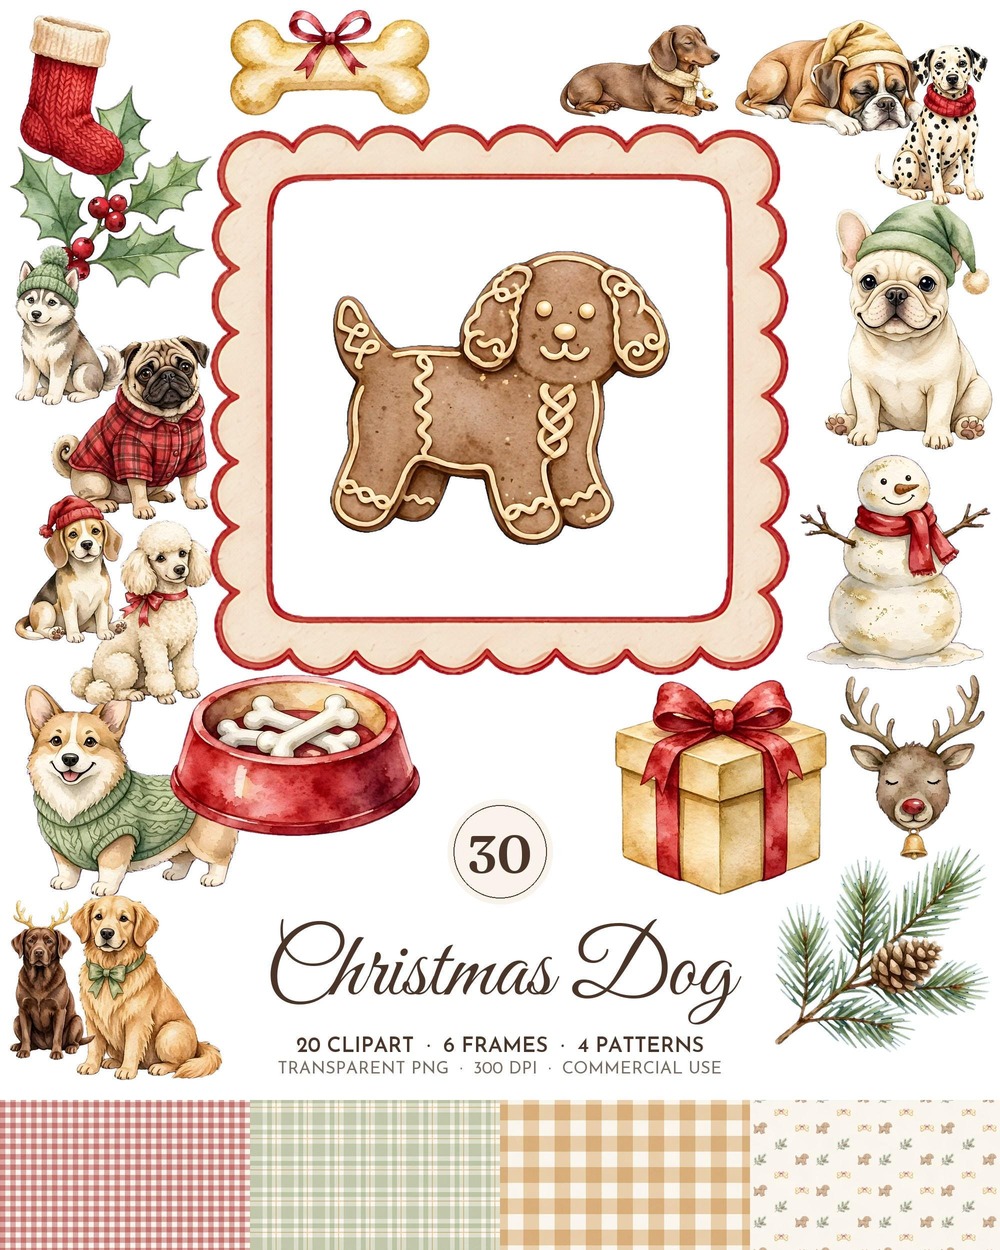 30
Christmas Dog
20 CLIPART · 6 FRAMES · 4 PATTERNS
TRANSPARENT PNG · 300 DPI · COMMERCIAL USE